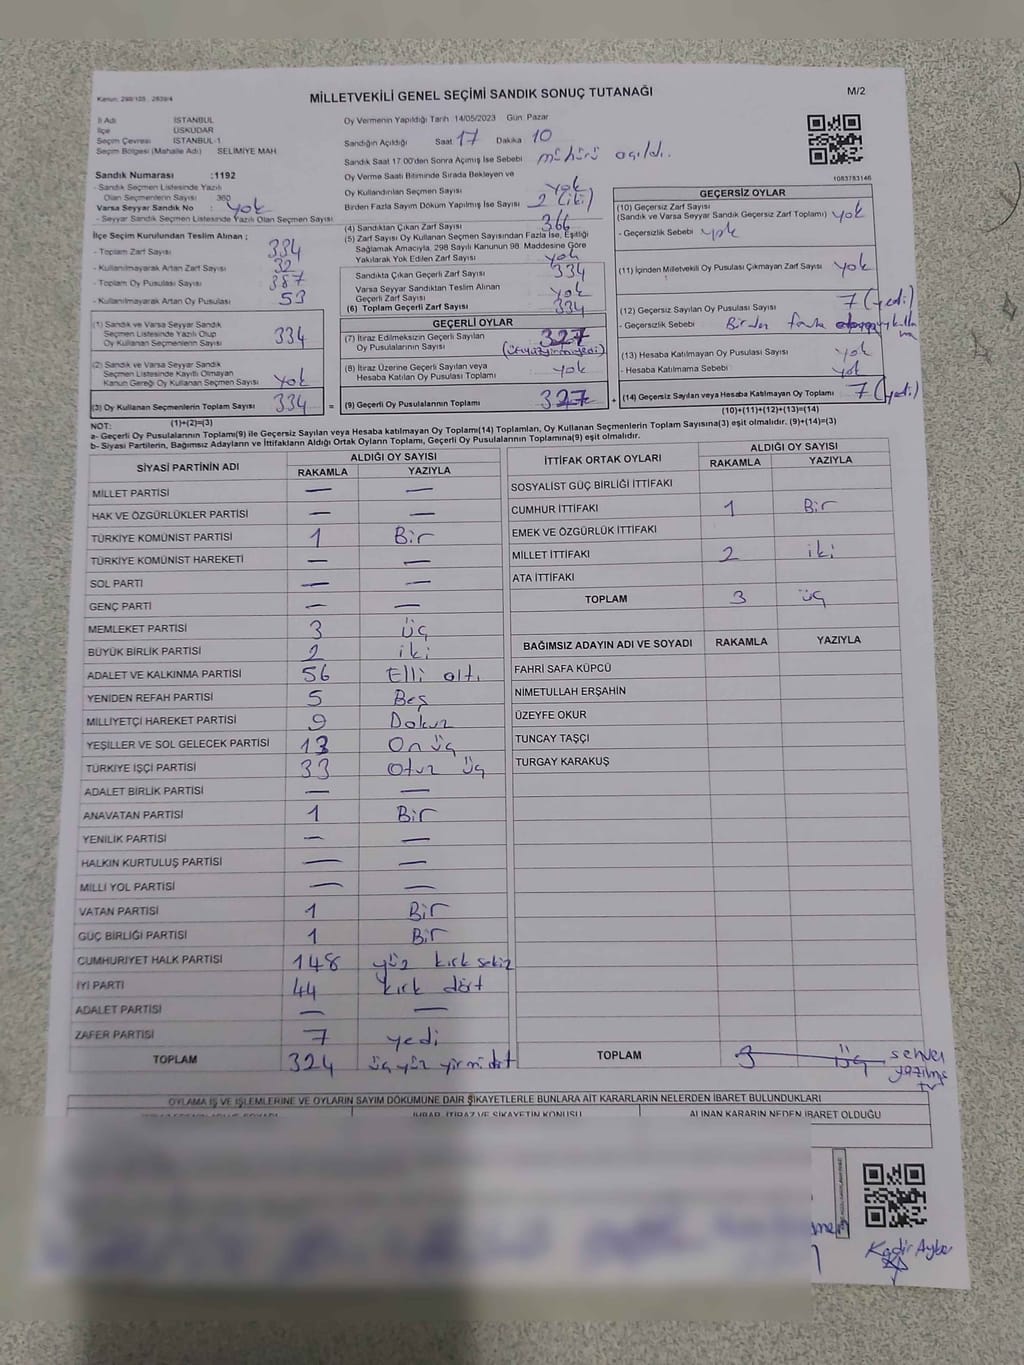 Kanun: 298/105 , 2839/4
MİLLETVEKİLİ GENEL SEÇİMİ SANDIK SONUÇ TUTANAĞI
M/2
İl Adı İSTANBUL
İlçe ÜSKÜDAR
Seçim Çevresi İSTANBUL-1
Seçim Bölgesi (Mahalle Adı) SELİMİYE MAH.
Oy Vermenin Yapıldığı Tarih 14/05/2023 Gün Pazar
Sandığın Açıldığı Saat 17 Dakika 10
Sandık Saat 17.00'den Sonra Açılmış İse Sebebi mühürü açıldı.
Oy Verme Saati Bitiminde Sırada Bekleyen ve
Oy Kullandırılan Seçmen Sayısı yok
Birden Fazla Sayım Döküm Yapılmış İse Sayısı 2 (iki)
1083783146
Sandık Numarası :1192
- Sandık Seçmen Listesinde Yazılı
Olan Seçmenlerin Sayısı 360
Varsa Seyyar Sandık No : yok
- Seyyar Sandık Seçmen Listesinde Yazılı Olan Seçmen Sayısı
İlçe Seçim Kurulundan Teslim Alınan ;
- Toplam Zarf Sayısı 334
- Kullanılmayarak Artan Zarf Sayısı 32
- Toplam Oy Pusulası Sayısı 387
- Kullanılmayarak Artan Oy Pusulası 53
(1) Sandık ve Varsa Seyyar Sandık
Seçmen Listesinde Yazılı Olup
Oy Kullanan Seçmenlerin Sayısı 334
(2) Sandık ve Varsa Seyyar Sandık
Seçmen Listesinde Kayıtlı Olmayan
Kanun Gereği Oy Kullanan Seçmen Sayısı yok
(3) Oy Kullanan Seçmenlerin Toplam Sayısı 334 =
(1)+(2)=(3)
(4) Sandıktan Çıkan Zarf Sayısı 366
(5) Zarf Sayısı Oy Kullanan Seçmen Sayısından Fazla İse, Eşitliği
Sağlamak Amacıyla, 298 Sayılı Kanunun 98. Maddesine Göre
Yakılarak Yok Edilen Zarf Sayısı yok
Sandıkta Çıkan Geçerli Zarf Sayısı 334
Varsa Seyyar Sandıktan Teslim Alınan
Geçerli Zarf Sayısı yok
(6) Toplam Geçerli Zarf Sayısı 334
GEÇERLİ OYLAR
(7) İtiraz Edilmeksizin Geçerli Sayılan
Oy Pusulalarının Sayısı 327
(üçyüzyirmiyedi)
(8) İtiraz Üzerine Geçerli Sayılan veya
Hesaba Katılan Oy Pusulası Toplamı yok
(9) Geçerli Oy Pusulalarının Toplamı 327 +
GEÇERSİZ OYLAR
(10) Geçersiz Zarf Sayısı
(Sandık ve Varsa Seyyar Sandık Geçersiz Zarf Toplamı) yok
- Geçersizlik Sebebi yok
(11) İçinden Milletvekili Oy Pusulası Çıkmayan Zarf Sayısı yok
(12) Geçersiz Sayılan Oy Pusulası Sayısı 7 (yedi)
- Geçersizlik Sebebi Birden fazla
(13) Hesaba Katılmayan Oy Pusulası Sayısı yok
- Hesaba Katılmama Sebebi yok
(14) Geçersiz Sayılan veya Hesaba Katılmayan Oy Toplamı 7 (yedi)
(10)+(11)+(12)+(13)=(14)
NOT:
a- Geçerli Oy Pusulalarının Toplamı(9) ile Geçersiz Sayılan veya Hesaba Katılmayan Oy Toplamı(14) Toplamları, Oy Kullanan Seçmenlerin Toplam Sayısına(3) eşit olmalıdır. (9)+(14)=(3)
b- Siyasi Partilerin, Bağımsız Adayların ve İttifakların Aldığı Ortak Oyların Toplamı, Geçerli Oy Pusulalarının Toplamına(9) eşit olmalıdır.
SİYASİ PARTİNİN ADI ALDIĞI OY SAYISI
RAKAMLA YAZIYLA
MİLLET PARTİSİ — —
HAK VE ÖZGÜRLÜKLER PARTİSİ — —
TÜRKİYE KOMÜNİST PARTİSİ 1 Bir
TÜRKİYE KOMÜNİST HAREKETİ — —
SOL PARTİ — —
GENÇ PARTİ — —
MEMLEKET PARTİSİ 3 üç
BÜYÜK BİRLİK PARTİSİ 2 iki
ADALET VE KALKINMA PARTİSİ 56 Elli altı
YENİDEN REFAH PARTİSİ 5 Beş
MİLLİYETÇİ HAREKET PARTİSİ 9 Dokuz
YEŞİLLER VE SOL GELECEK PARTİSİ 13 On üç
TÜRKİYE İŞÇİ PARTİSİ 33 Otuz üç
ADALET BİRLİK PARTİSİ — —
ANAVATAN PARTİSİ 1 Bir
YENİLİK PARTİSİ — —
HALKIN KURTULUŞ PARTİSİ — —
MİLLİ YOL PARTİSİ — —
VATAN PARTİSİ 1 Bir
GÜÇ BİRLİĞİ PARTİSİ 1 Bir
CUMHURİYET HALK PARTİSİ 148 yüz kırk sekiz
İYİ PARTİ 44 kırk dört
ADALET PARTİSİ — —
ZAFER PARTİSİ 7 yedi
TOPLAM 324 üç yüz yirmi dört
İTTİFAK ORTAK OYLARI ALDIĞI OY SAYISI
RAKAMLA YAZIYLA
SOSYALİST GÜÇ BİRLİĞİ İTTİFAKI
CUMHUR İTTİFAKI 1 Bir
EMEK VE ÖZGÜRLÜK İTTİFAKI
MİLLET İTTİFAKI 2 iki
ATA İTTİFAKI
TOPLAM 3 üç
BAĞIMSIZ ADAYIN ADI VE SOYADI RAKAMLA YAZIYLA
FAHRİ SAFA KÜPCÜ
NİMETULLAH ERŞAHİN
ÜZEYFE OKUR
TUNCAY TAŞÇI
TURGAY KARAKUŞ
TOPLAM 3 üç sehven
yazılmış
tır
OYLAMA İŞ VE İŞLEMLERİNE VE OYLARIN SAYIM DÖKÜMÜNE DAİR ŞİKAYETLERLE BUNLARA AİT KARARLARIN NELERDEN İBARET BULUNDUKLARI
İHBAR, İTİRAZ VE ŞİKAYETİN KONUSU ALINAN KARARIN NEDEN İBARET OLDUĞU
Kadir Aybe